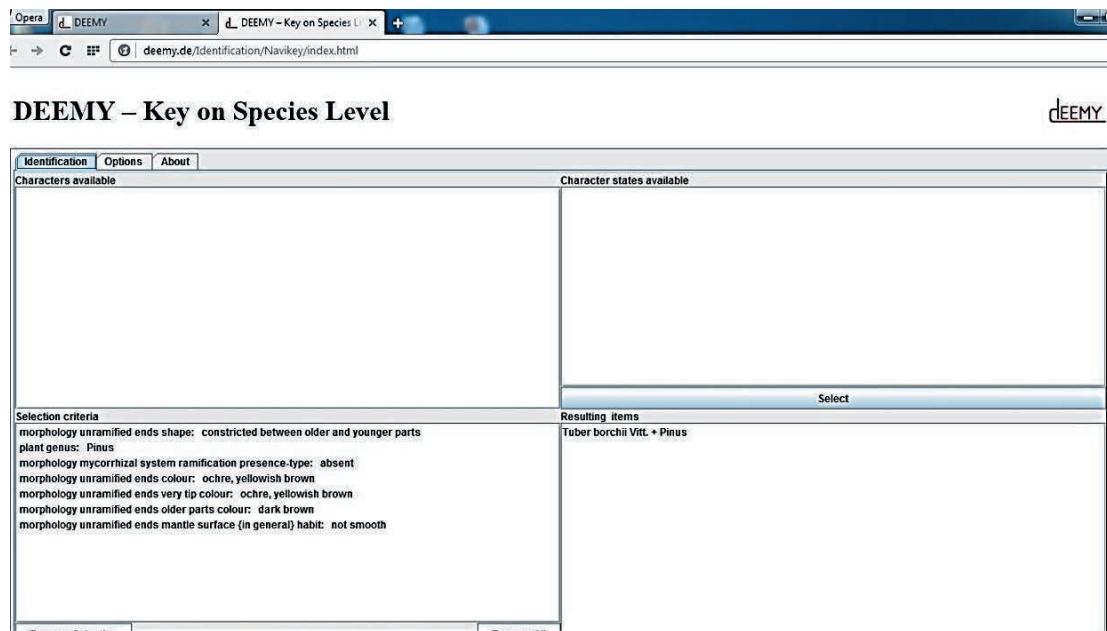 Opera
DEEMY
DEEMY – Key on Species L
deemy.de/Identification/Navikey/index.html
DEEMY – Key on Species Level
dEEMY
Identification Options About
Characters available
Character states available
Select
Selection criteria
Resulting items
morphology unramified ends shape: constricted between older and younger parts
Tuber borchii Vitt. + Pinus
plant genus: Pinus
morphology mycorrhizal system ramification presence-type: absent
morphology unramified ends colour: ochre, yellowish brown
morphology unramified ends very tip colour: ochre, yellowish brown
morphology unramified ends older parts colour: dark brown
morphology unramified ends mantle surface {in general} habit: not smooth